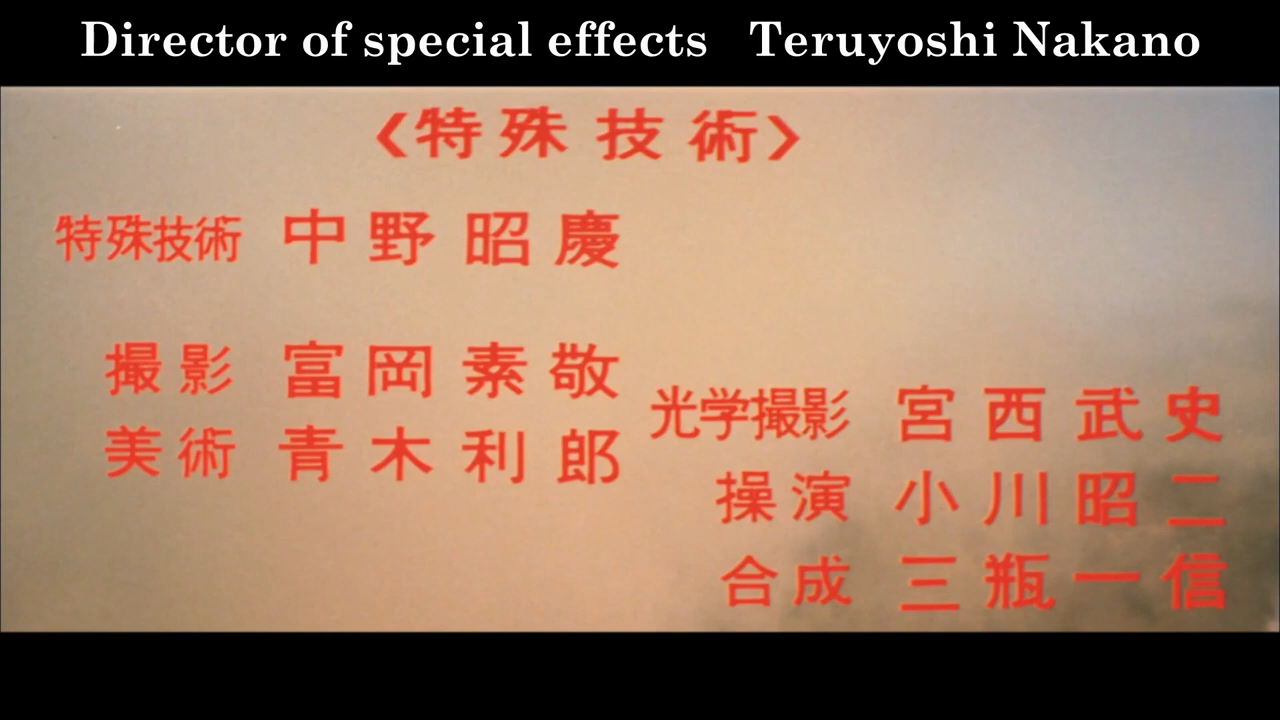 Director of special effects Teruyoshi Nakano
〈特殊技術〉
特殊技術 中野昭慶
撮影 富岡素敬
美術 青木利郎
光学撮影 宮西武史
操演 小川昭二
合成 三瓶一信